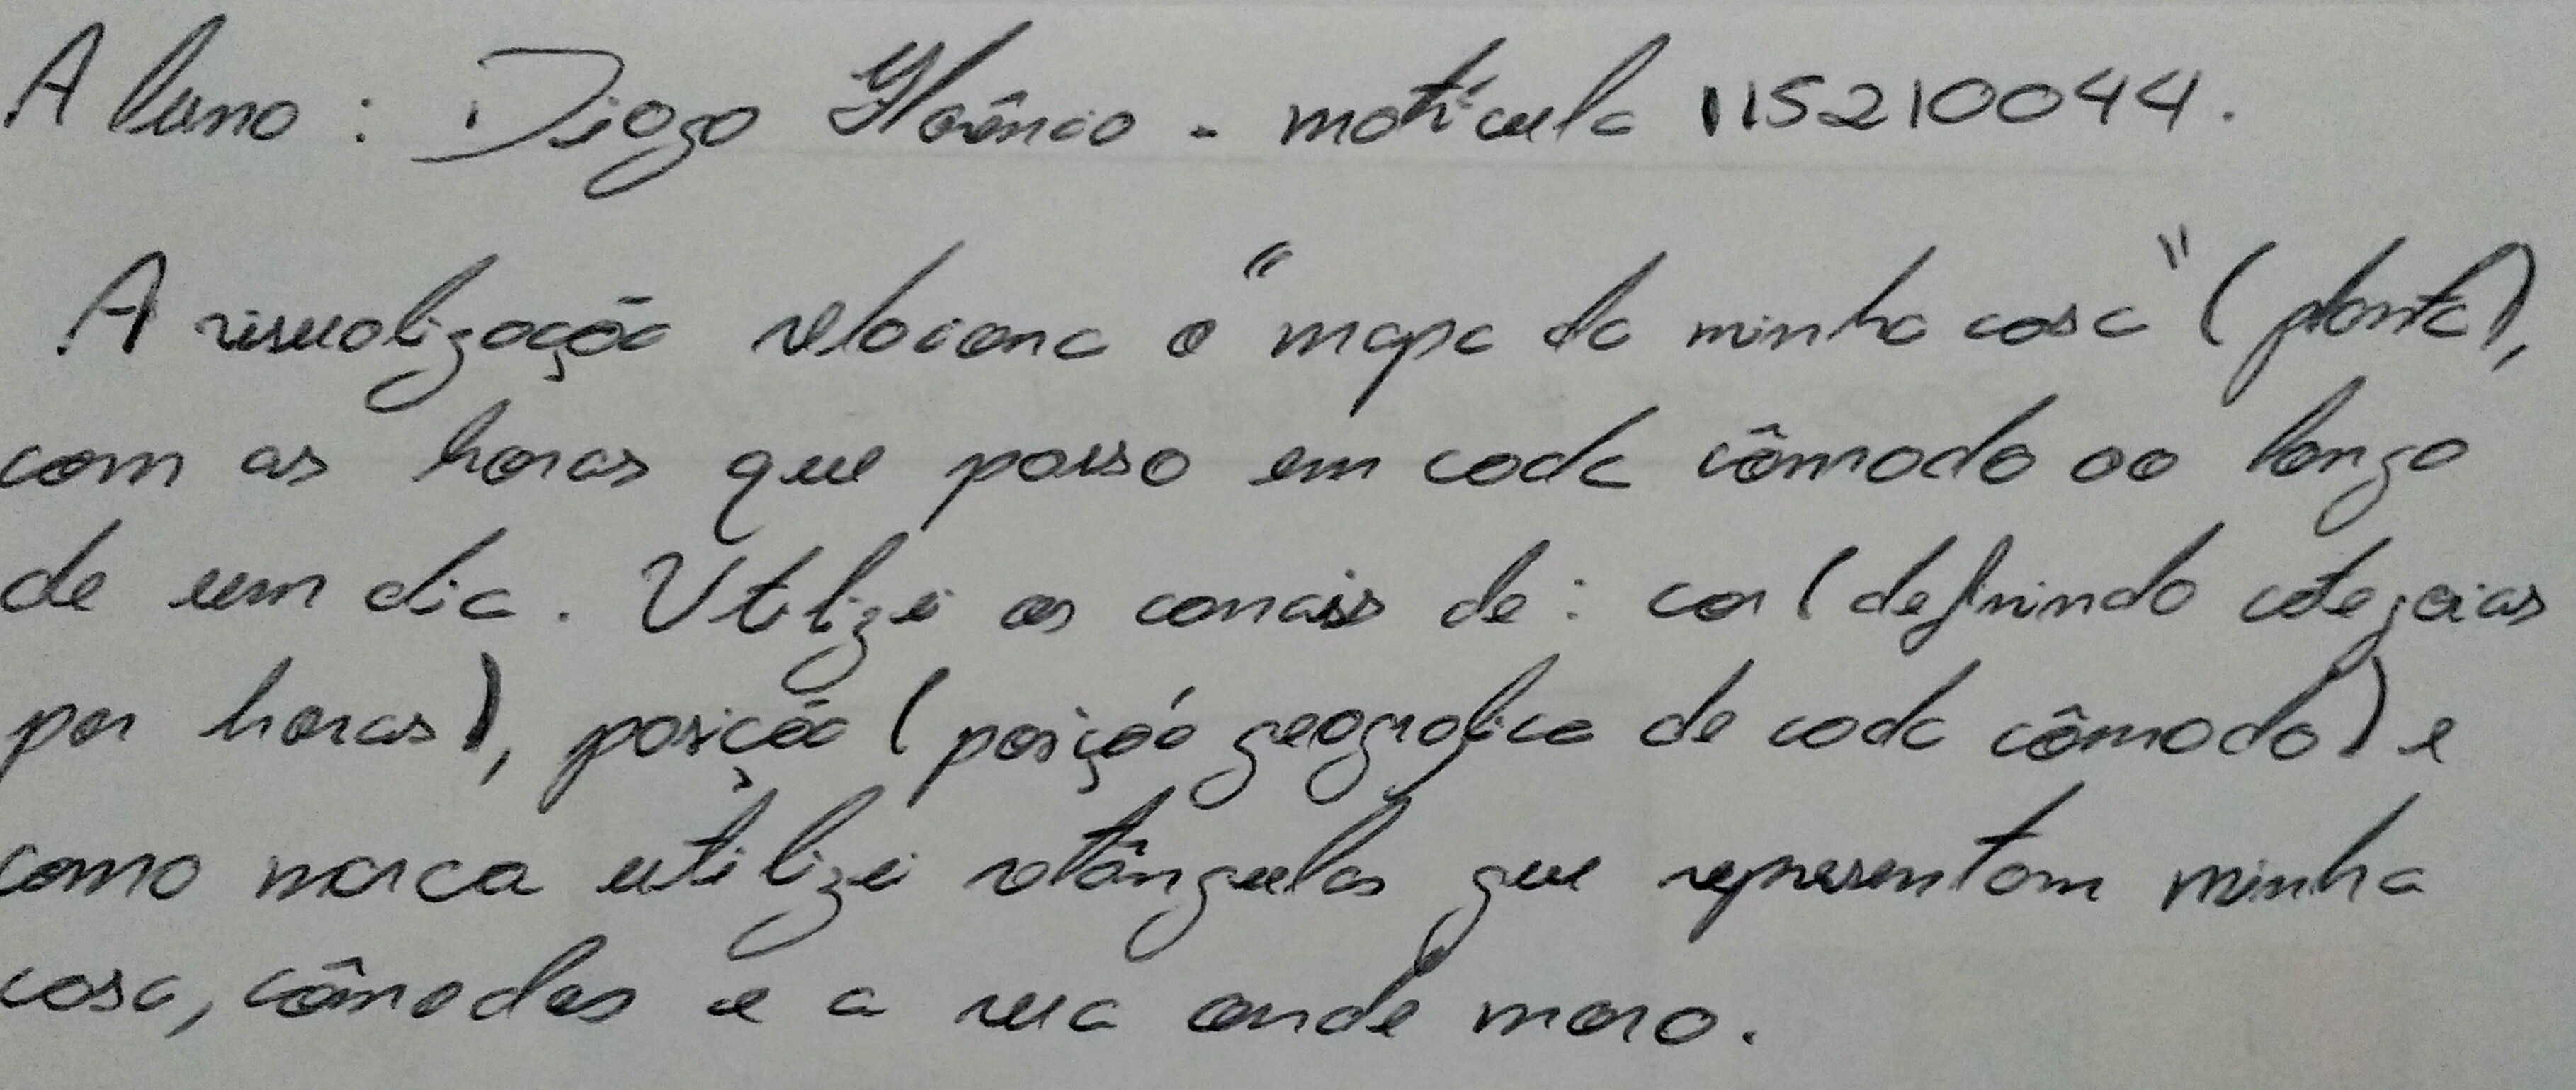 Aluno: Diogo Florêncio - matrícula 115210044.
A visualização relaciona o "mapa da minha casa" (planta),
com as horas que passo em cada cômodo ao longo
de um dia. Utilizei os canais de: cor (definindo categorias
por horas), posição (posição geografica de cada cômodo) e
como marca utilizei retângulos que representam minha
casa, cômodos e a rua onde moro.